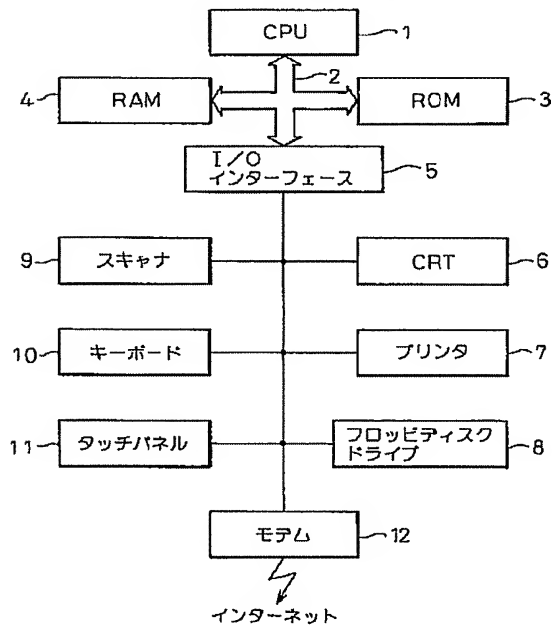 CPU
1
2
4
RAM
ROM
3
I/O
インターフェース
5
9
スキャナ
CRT
6
10
キーボード
プリンタ
7
11
タッチパネル
フロッピディスク
ドライブ
8
モデム
12
インターネット